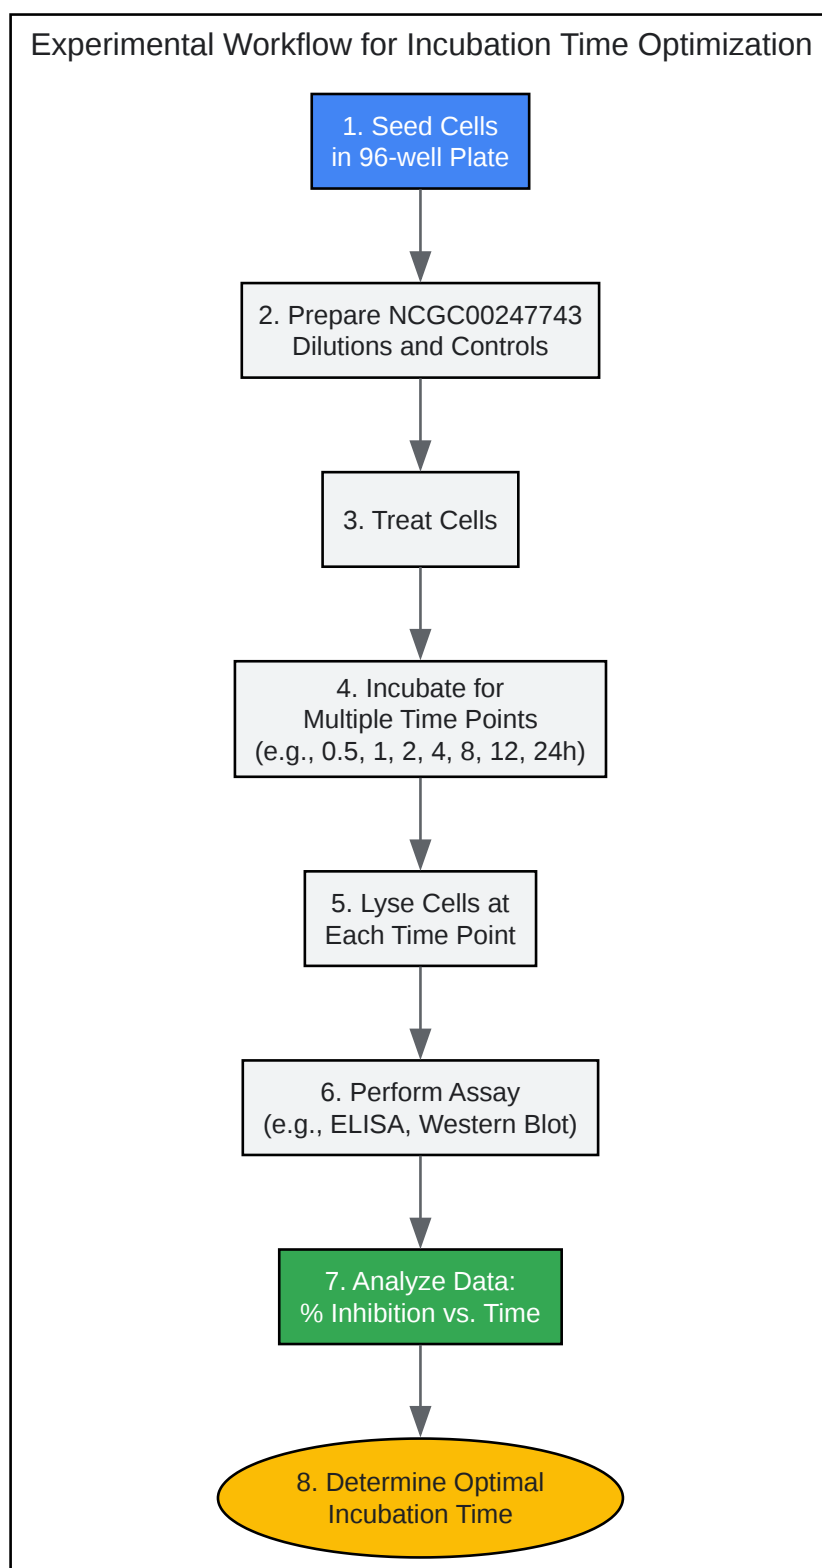 Experimental Workflow for Incubation Time Optimization
1. Seed Cells
in 96-well Plate
2. Prepare NCGC00247743
Dilutions and Controls
3. Treat Cells
4. Incubate for
Multiple Time Points
(e.g., 0.5, 1, 2, 4, 8, 12, 24h)
5. Lyse Cells at
Each Time Point
6. Perform Assay
(e.g., ELISA, Western Blot)
7. Analyze Data:
% Inhibition vs. Time
8. Determine Optimal
Incubation Time